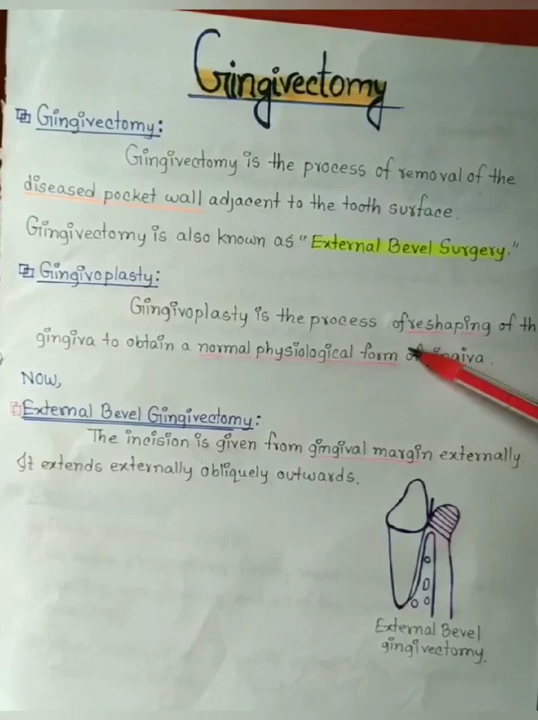 Gingivectomy
Gingivectomy:
Gingivectomy is the process of removal of the
diseased pocket wall adjacent to the tooth surface.
Gingivectomy is also known as "External Bevel Surgery."
Gingivoplasty:
Gingivoplasty is the process of reshaping of th
gingiva to obtain a normal physiological form
Now,
External Bevel Gingivectomy:
The incision is given from gingival margin externally.
It extends externally obliquely outwards.
External Bevel
gingivectomy.